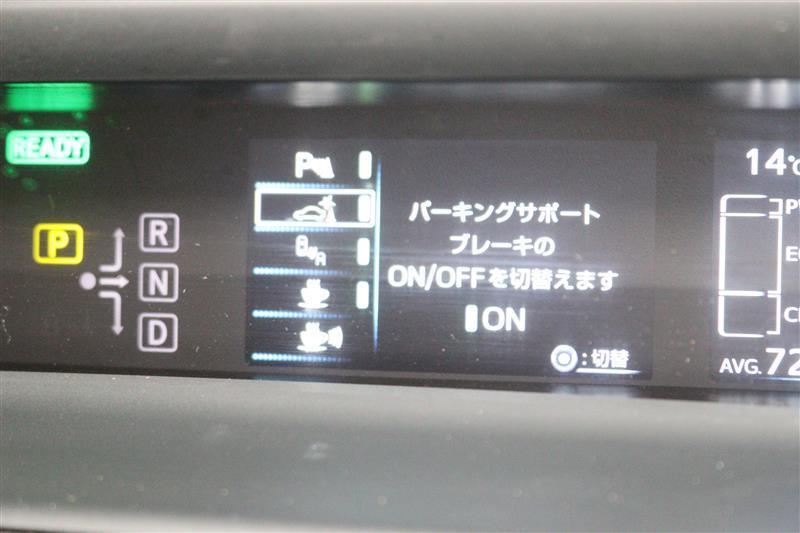 READY
P
R
N
D
P
A
パーキングサポート
ブレーキの
ON/OFFを切替えます
ON
:切替
14℃
AVG. 72